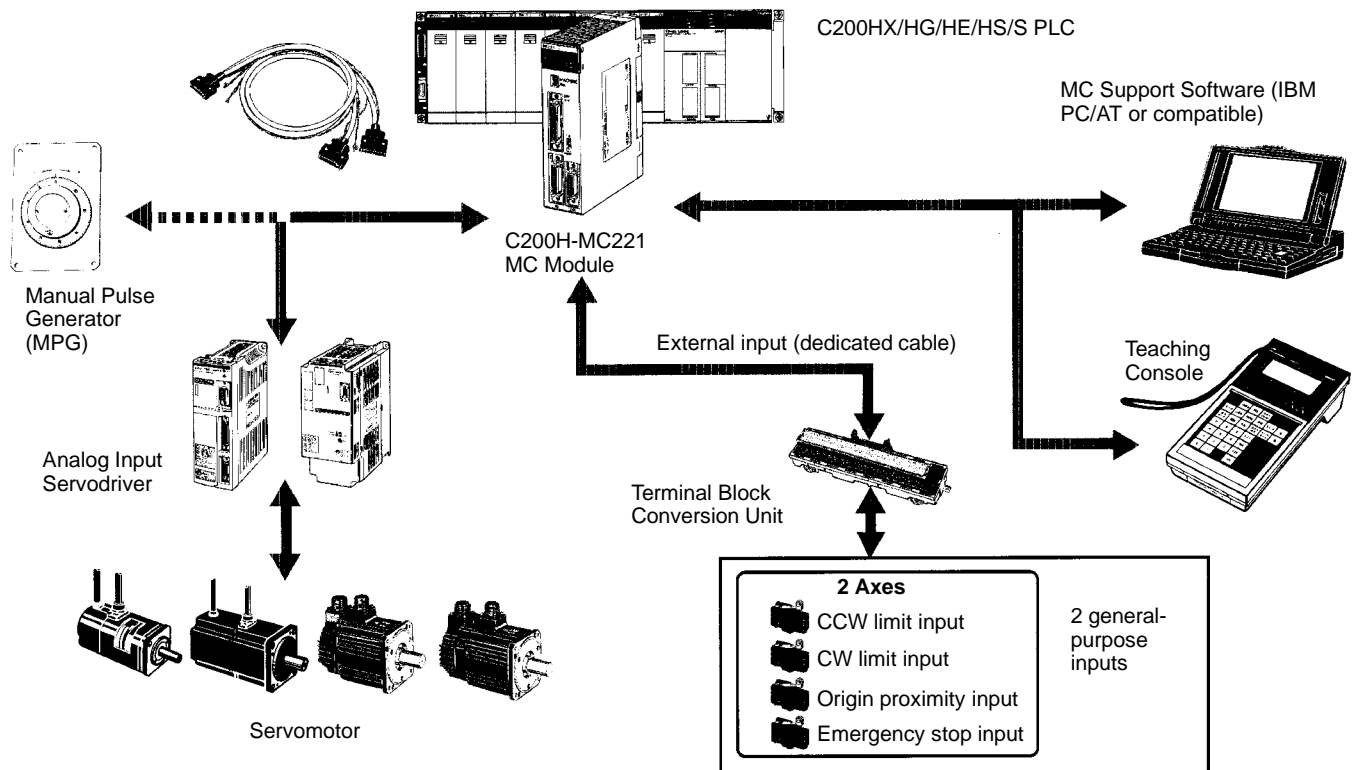 C200HX/HG/HE/HS/S PLC
MC Support Software (IBM
PC/AT or compatible)
C200H-MC221
MC Module
Manual Pulse
Generator
(MPG)
External input (dedicated cable)
Teaching
Console
Analog Input
Servodriver
Terminal Block
Conversion Unit
2 Axes
CCW limit input
CW limit input
Origin proximity input
Emergency stop input
2 general-
purpose
inputs
Servomotor